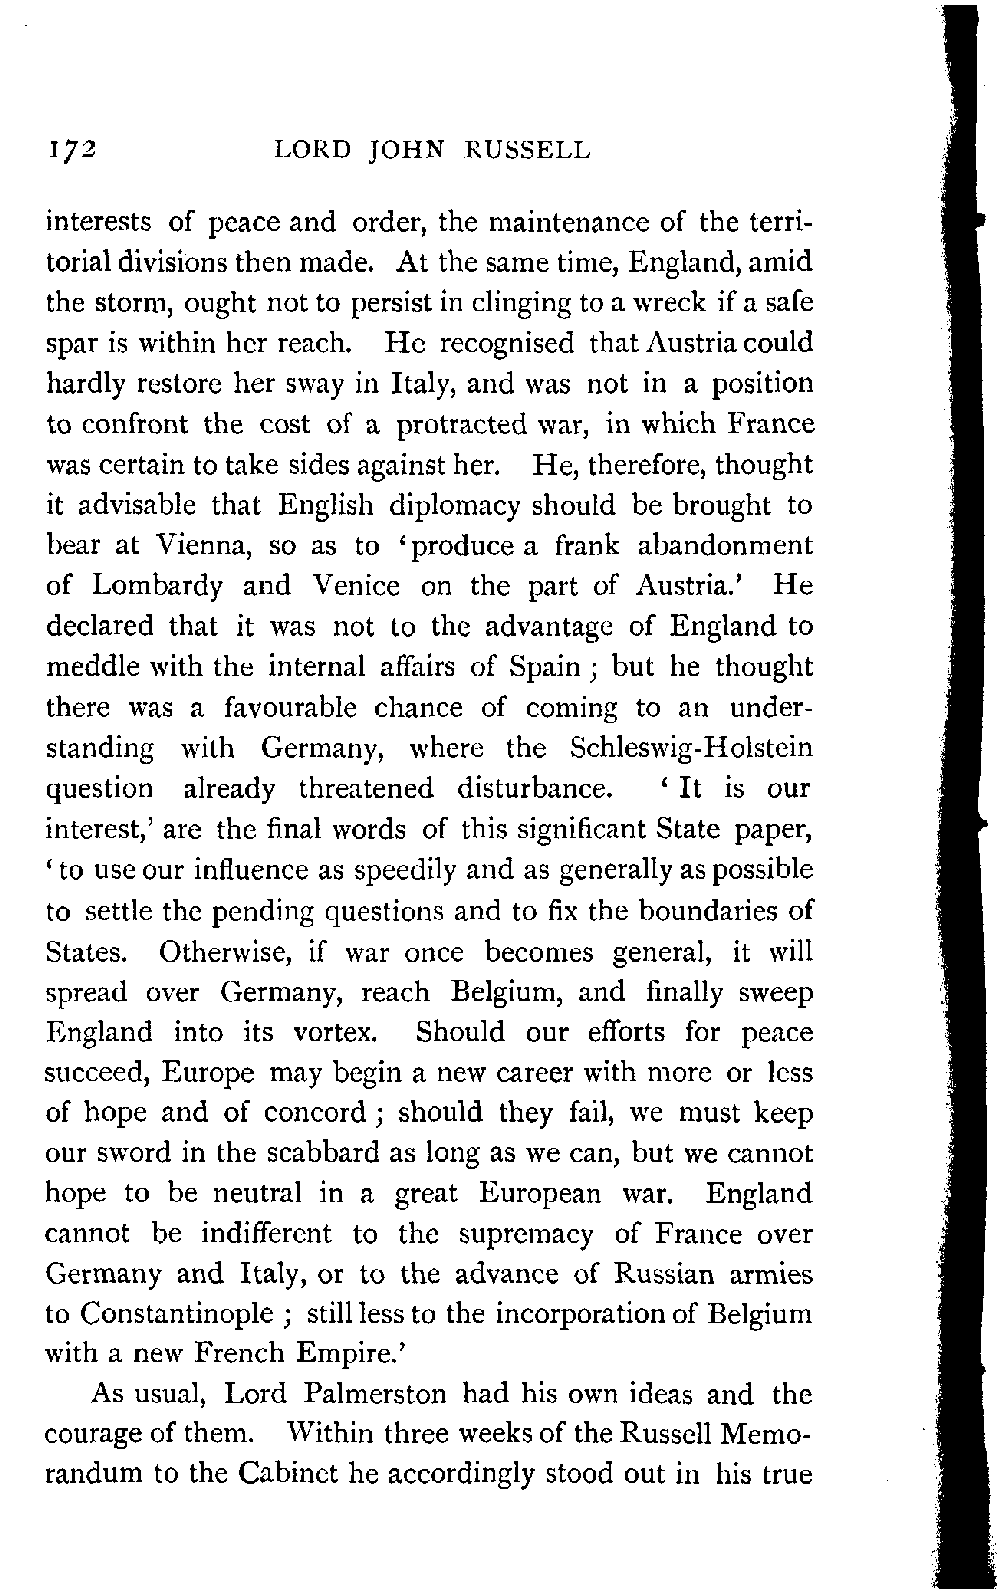 172 LORD JOHN RUSSELL
interests of peace and order, the maintenance of the terri-
torial divisions then made. At the same time, England, amid
the storm, ought not to persist in clinging to a wreck if a safe
spar is within her reach. He recognised that Austria could
hardly restore her sway in Italy, and was not in a position
to confront the cost of a protracted war, in which France
was certain to take sides against her. He, therefore, thought
it advisable that English diplomacy should be brought to
bear at Vienna, so as to ‘produce a frank abandonment
of Lombardy and Venice on the part of Austria.’ He
declared that it was not to the advantage of England to
meddle with the internal affairs of Spain ; but he thought
there was a favourable chance of coming to an under-
standing with Germany, where the Schleswig-Holstein
question already threatened disturbance. ‘ It is our
interest,’ are the final words of this significant State paper,
‘ to use our influence as speedily and as generally as possible
to settle the pending questions and to fix the boundaries of
States. Otherwise, if war once becomes general, it will
spread over Germany, reach Belgium, and finally sweep
England into its vortex. Should our efforts for peace
succeed, Europe may begin a new career with more or less
of hope and of concord ; should they fail, we must keep
our sword in the scabbard as long as we can, but we cannot
hope to be neutral in a great European war. England
cannot be indifferent to the supremacy of France over
Germany and Italy, or to the advance of Russian armies
to Constantinople ; still less to the incorporation of Belgium
with a new French Empire.’
As usual, Lord Palmerston had his own ideas and the
courage of them. Within three weeks of the Russell Memo-
randum to the Cabinet he accordingly stood out in his true